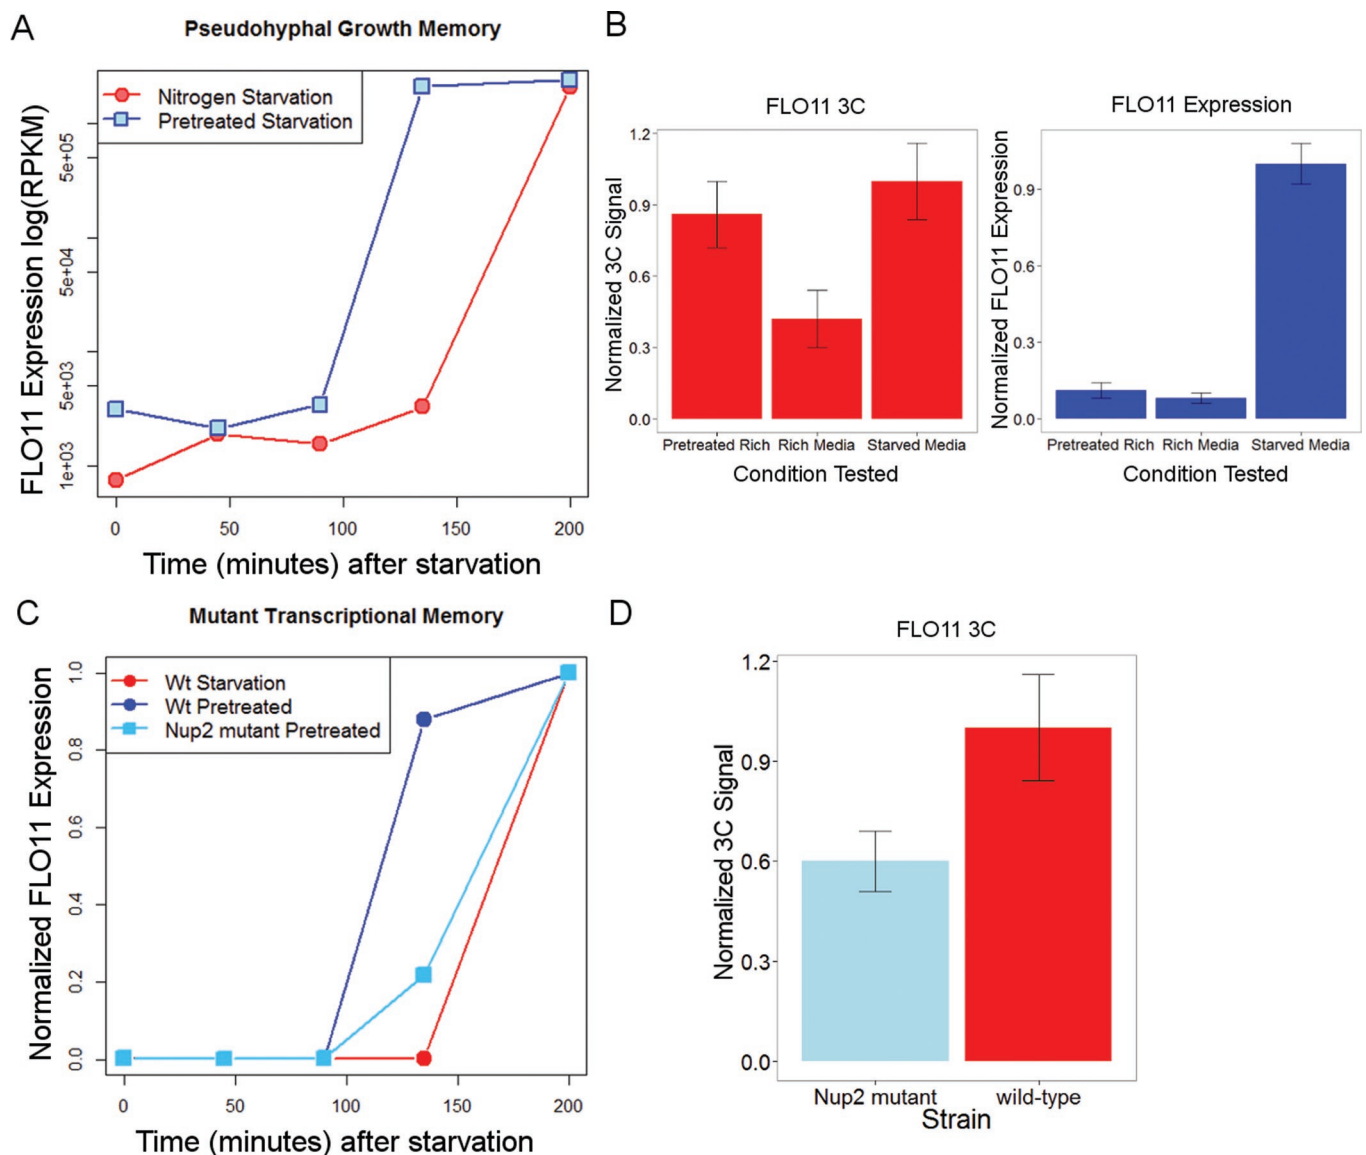 A
Pseudohyphal Growth Memory
Nitrogen Starvation
Pretreated Starvation
FLO11 Expression log(RPKM)
5e+05
5e+04
5e+03
1e+03
0
50
100
150
200
Time (minutes) after starvation
B
FLO11 3C
Normalized 3C Signal
1.2
0.9
0.6
0.3
0.0
Pretreated Rich
Rich Media
Starved Media
Condition Tested
FLO11 Expression
Normalized FLO11 Expression
0.9
0.6
0.3
0.0
Pretreated Rich
Rich Media
Starved Media
Condition Tested
C
Mutant Transcriptional Memory
Wt Starvation
Wt Pretreated
Nup2 mutant Pretreated
Normalized FLO11 Expression
1.0
0.8
0.6
0.4
0.2
0.0
0
50
100
150
200
Time (minutes) after starvation
D
FLO11 3C
Normalized 3C Signal
1.2
0.9
0.6
0.3
0.0
Nup2 mutant
wild-type
Strain